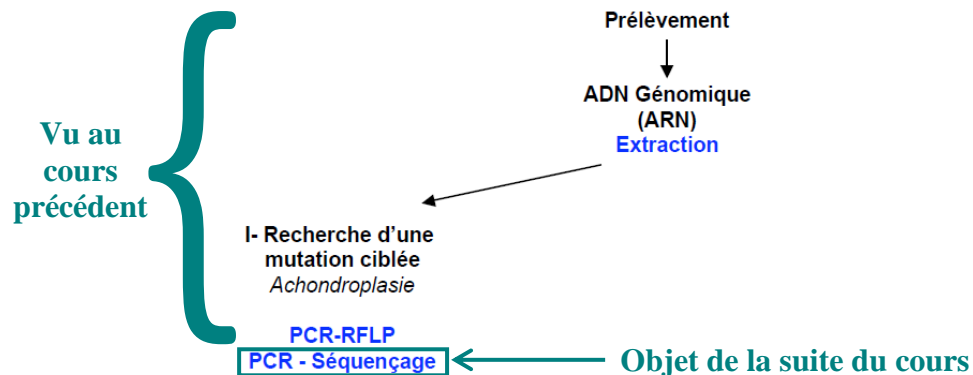 Prélèvement
ADN Génomique
(ARN)
Extraction
Vu au
cours
précédent
I- Recherche d'une
mutation ciblée
Achondroplasie
PCR-RFLP
PCR - Séquençage
Objet de la suite du cours